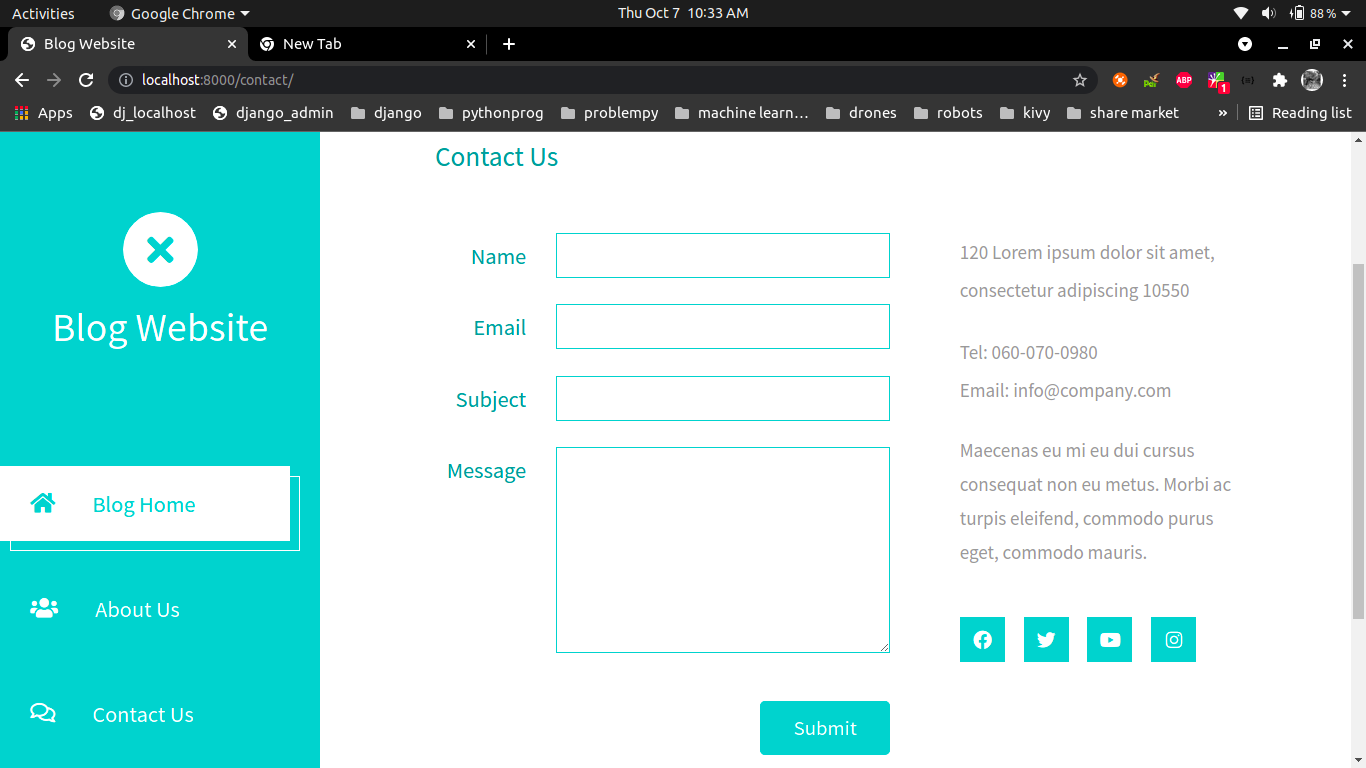 Activities Google Chrome Thu Oct 7 10:33 AM 88 %
Blog Website New Tab
localhost:8000/contact/ ABP 1
Apps dj_localhost django_admin django pythonprog problempy machine learn… drones robots kivy share market » Reading list
Blog Website
Blog Home
About Us
Contact Us
Contact Us
Name
Email
Subject
Message
Submit
120 Lorem ipsum dolor sit amet,
consectetur adipiscing 10550
Tel: 060-070-0980
Email: info@company.com
Maecenas eu mi eu dui cursus
consequat non eu metus. Morbi ac
turpis eleifend, commodo purus
eget, commodo mauris.